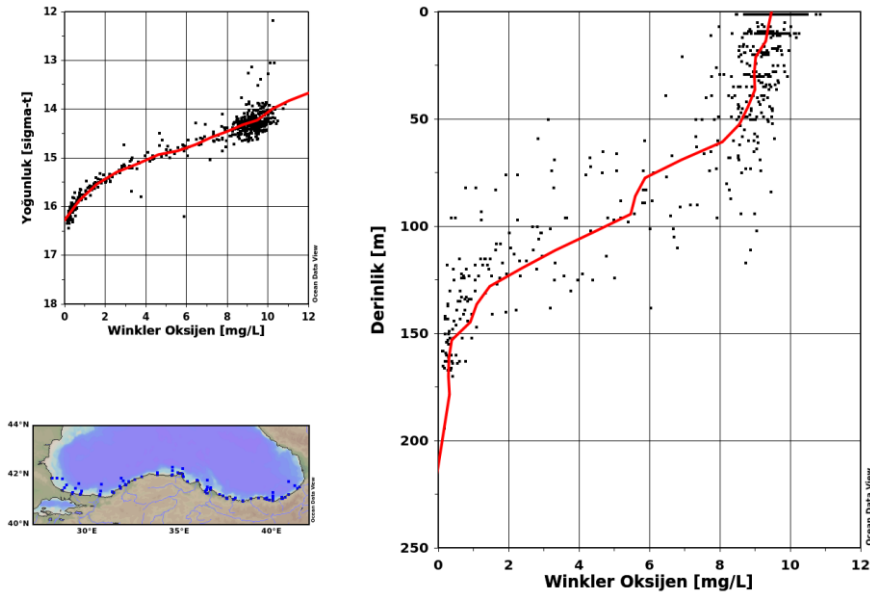 12
13
14
15
16
17
18
0 2 4 6 8 10 12
Yoğunluk [sigma-t]
Winkler Oksijen [mg/L]
Ocean Data View
44°N
42°N
40°N
30°E 35°E 40°E
Ocean Data View
0
50
100
150
200
250
0 2 4 6 8 10 12
Derinlik [m]
Winkler Oksijen [mg/L]
Ocean Data View